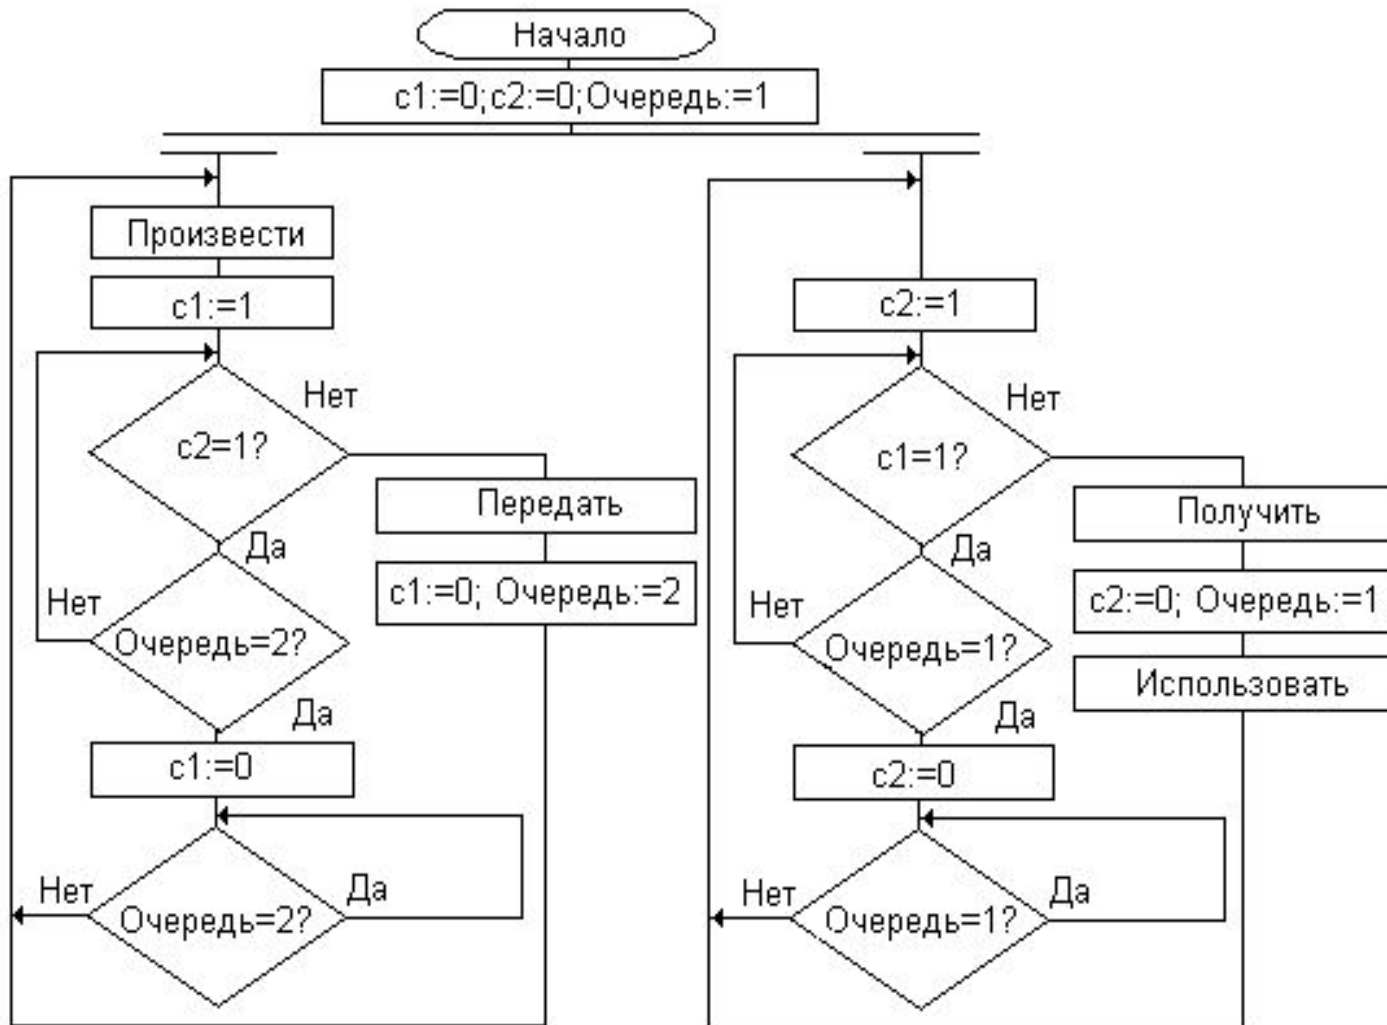 Начало
c1:=0;c2:=0;Очередь:=1
Произвести
c1:=1
Нет
c2=1?
Передать
Да
c1:=0; Очередь:=2
Нет
Очередь=2?
Да
c1:=0
Нет
Да
Очередь=2?
c2:=1
Нет
c1=1?
Получить
Да
c2:=0; Очередь:=1
Нет
Очередь=1?
Использовать
Да
c2:=0
Нет
Да
Очередь=1?